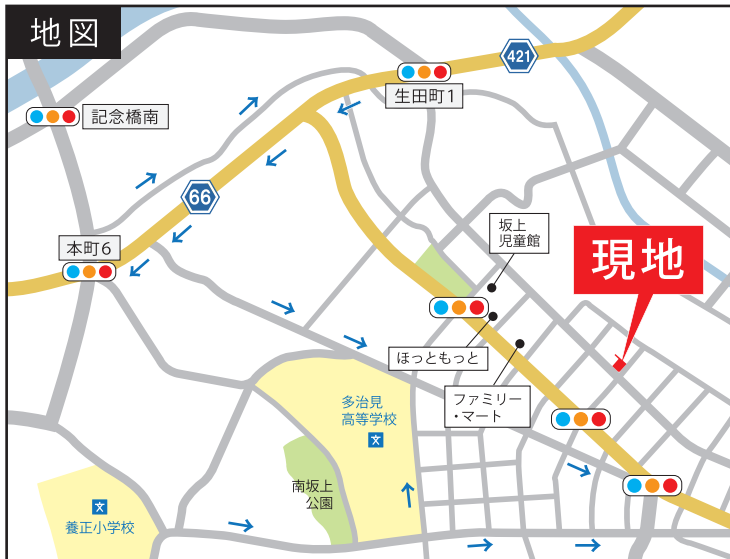 地図
421
生田町1
記念橋南
66
本町6
坂上
児童館
現地
ほっともっと
ファミリー
・マート
多治見
高等学校
文
南坂上
公園
文
養正小学校